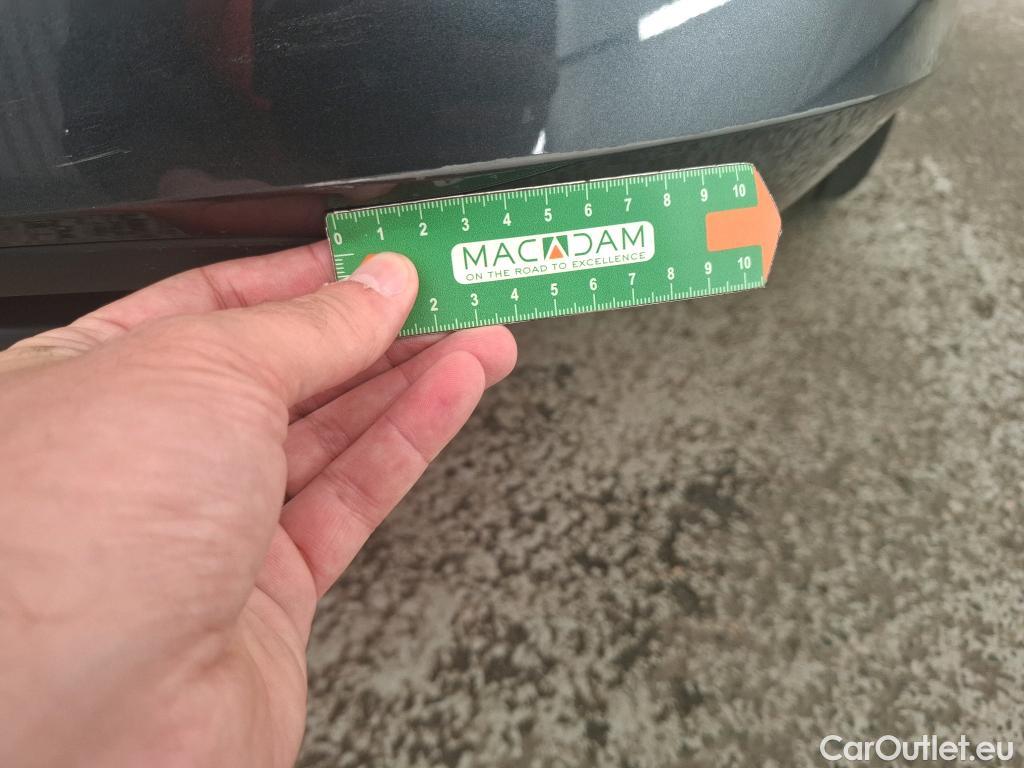 0 1 2 3 4 5 6 7 8 9 10
MACADAM
ON THE ROAD TO EXCELLENCE
2 3 4 5 6 7 8 9 10
CarOutlet.eu